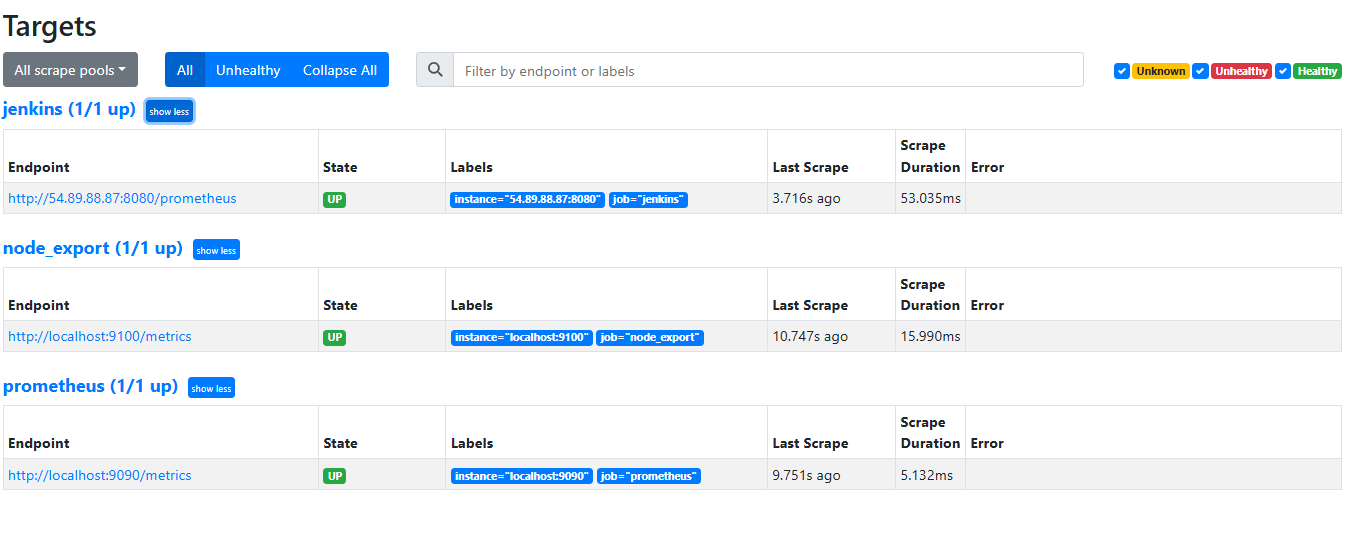 Targets
All scrape pools All Unhealthy Collapse All Filter by endpoint or labels Unknown Unhealthy Healthy
jenkins (1/1 up) show less
Endpoint State Labels Last Scrape Scrape Duration Error
http://54.89.88.87:8080/prometheus UP instance="54.89.88.87:8080" job="jenkins" 3.716s ago 53.035ms
node_export (1/1 up) show less
Endpoint State Labels Last Scrape Scrape Duration Error
http://localhost:9100/metrics UP instance="localhost:9100" job="node_export" 10.747s ago 15.990ms
prometheus (1/1 up) show less
Endpoint State Labels Last Scrape Scrape Duration Error
http://localhost:9090/metrics UP instance="localhost:9090" job="prometheus" 9.751s ago 5.132ms